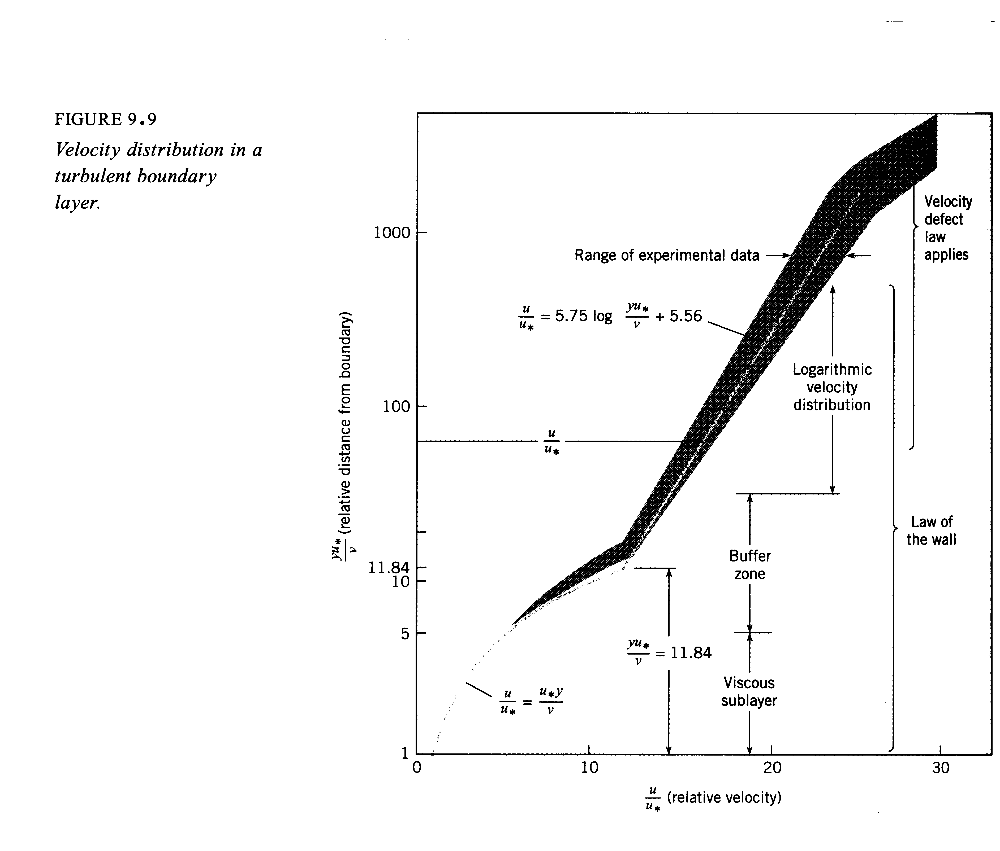 FIGURE 9.9
Velocity distribution in a
turbulent boundary
layer.
yu*/ν (relative distance from boundary)
1000
100
11.84
10
5
1
0
10
20
30
u/u* (relative velocity)
Range of experimental data
u/u* = 5.75 log yu*/ν + 5.56
u/u*
u/u* = u*y/ν
yu*/ν = 11.84
Velocity
defect
law
applies
Logarithmic
velocity
distribution
Law of
the wall
Buffer
zone
Viscous
sublayer